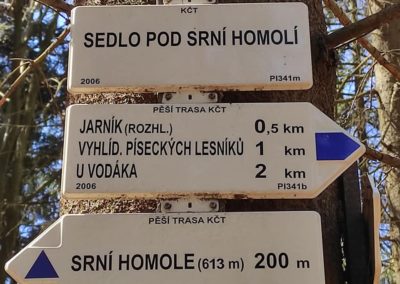 KČT
SEDLO POD SRNÍ HOMOLÍ
2006 PI341m
PĚŠÍ TRASA KČT
JARNÍK (ROZHL.) 0,5 km
VYHLÍD. PÍSECKÝCH LESNÍKŮ 1 km
U VODÁKA 2 km
2006 PI341b
PĚŠÍ TRASA KČT
SRNÍ HOMOLE (613 m) 200 m